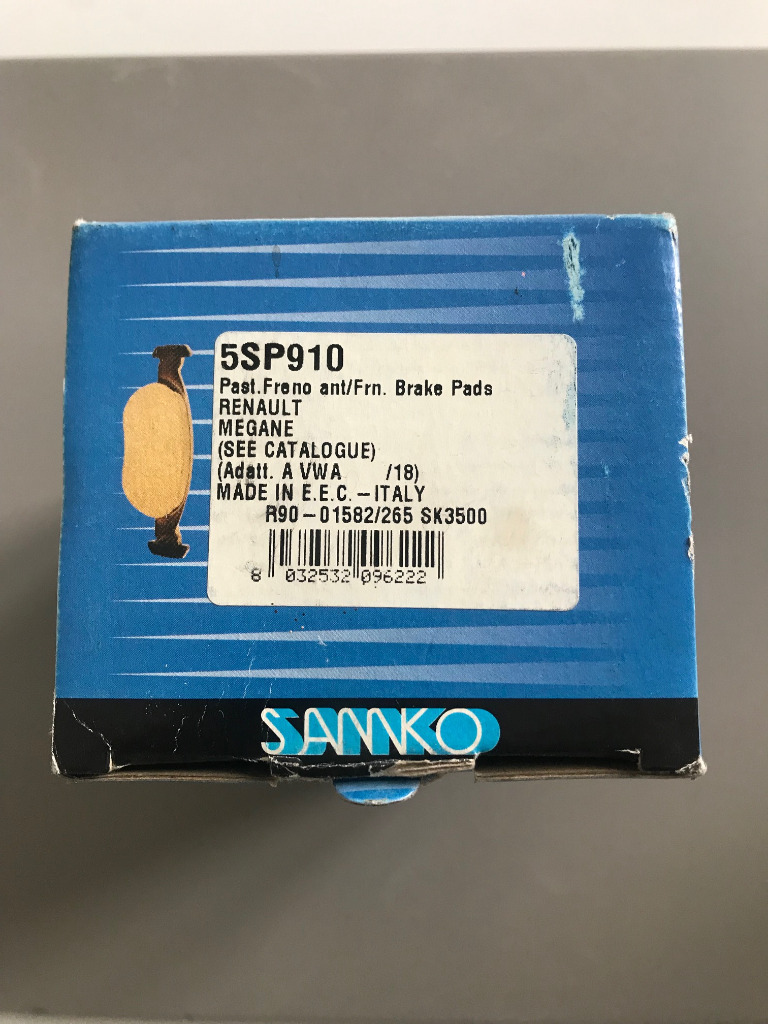 5SP910
Past.Freno ant/Frn. Brake Pads
RENAULT
MEGANE
(SEE CATALOGUE)
(Adatt. A VWA /18)
MADE IN E.E.C. - ITALY
R90-01582/265 SK3500
8 032532 096222
SAMKO